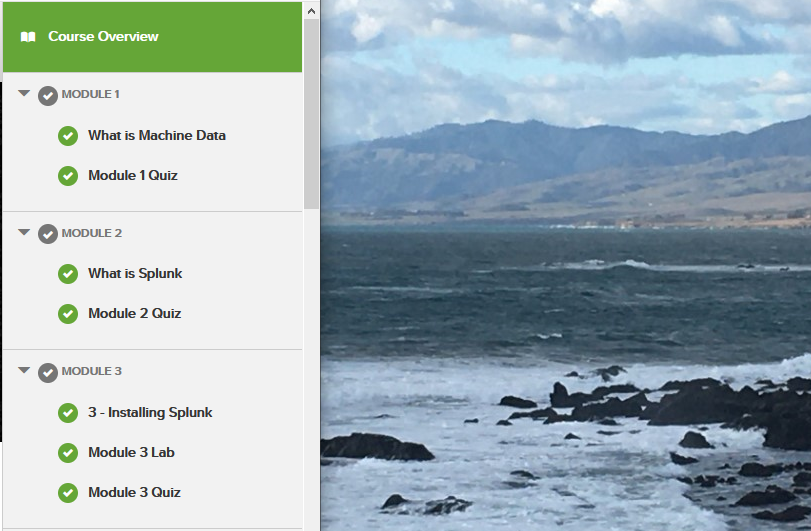 Course Overview
MODULE 1
What is Machine Data
Module 1 Quiz
MODULE 2
What is Splunk
Module 2 Quiz
MODULE 3
3 - Installing Splunk
Module 3 Lab
Module 3 Quiz